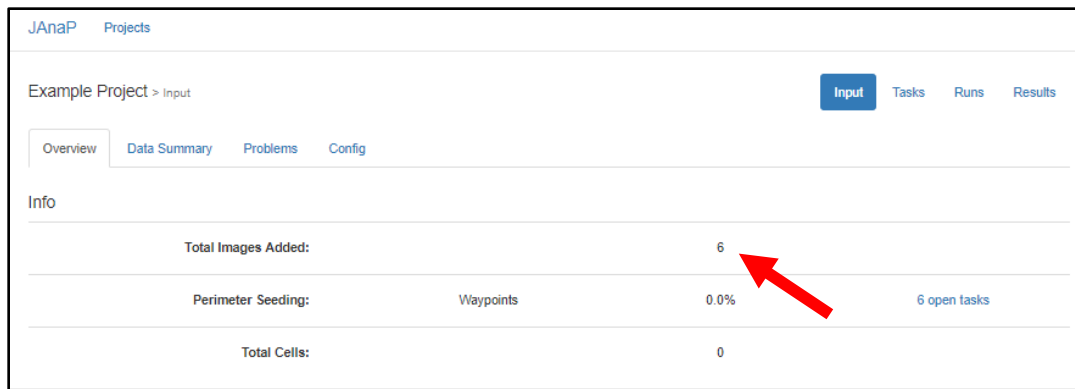 JAnaP Projects
Example Project > Input Input Tasks Runs Results
Overview Data Summary Problems Config
Info
Total Images Added: 6
Perimeter Seeding: Waypoints 0.0% 6 open tasks
Total Cells: 0